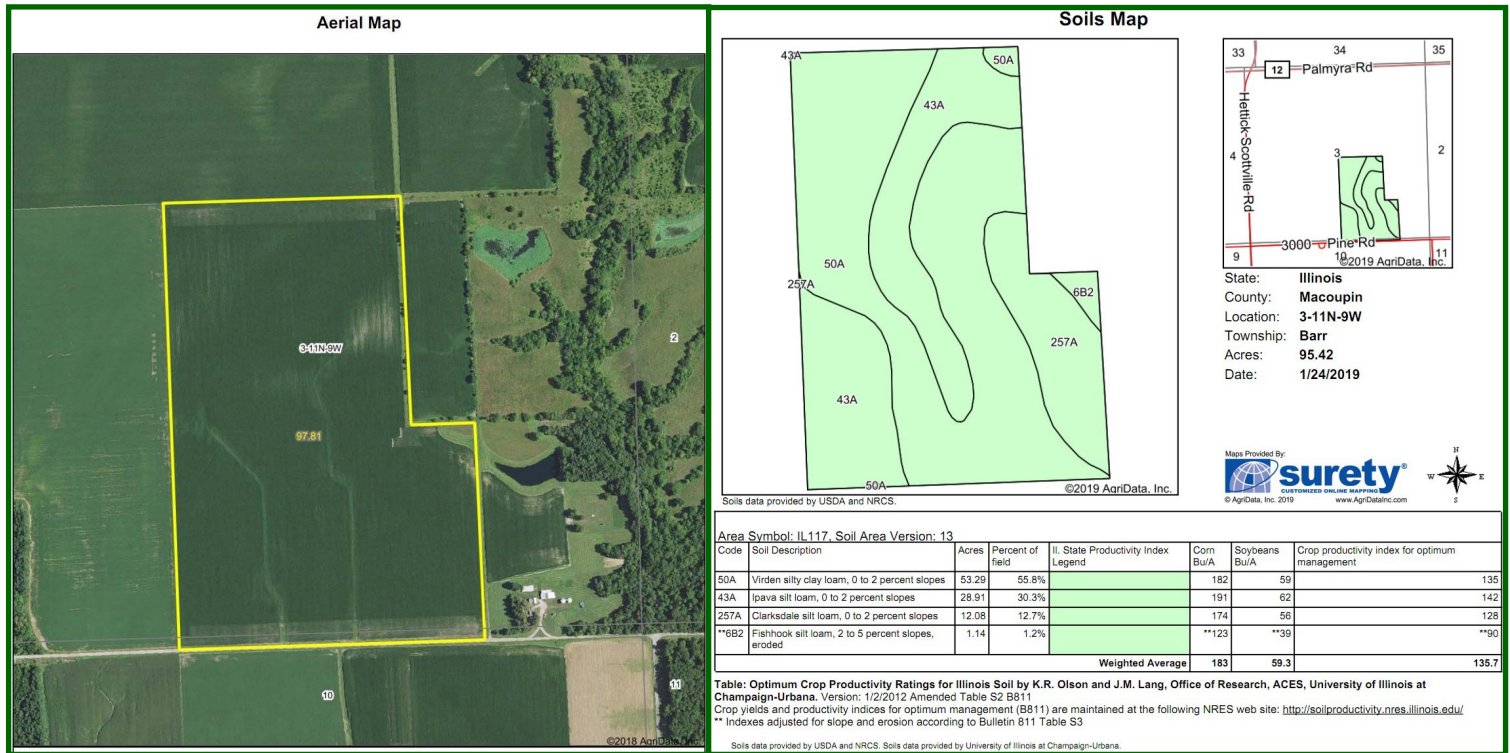 Aerial Map
3-11N-9W
97.81
2
10
11
©2018 AgriData, Inc.
Soils Map
43A
50A
43A
50A
257A
6B2
257A
43A
50A
©2019 AgriData, Inc.
Soils data provided by USDA and NRCS.
33 34 35
12 Palmyra Rd
Hettick-Scottville-Rd
4 3 2
3000 Pine Rd
9 10 11
©2019 AgriData, Inc.
State: Illinois
County: Macoupin
Location: 3-11N-9W
Township: Barr
Acres: 95.42
Date: 1/24/2019
Maps Provided By:
surety®
CUSTOMIZED ONLINE MAPPING
© AgriData, Inc. 2019 www.AgriDataInc.com
N
W E
S
Area Symbol: IL117, Soil Area Version: 13
Code Soil Description Acres Percent of field II. State Productivity Index Legend Corn Bu/A Soybeans Bu/A Crop productivity index for optimum management
50A Virden silty clay loam, 0 to 2 percent slopes 53.29 55.8% 182 59 135
43A Ipava silt loam, 0 to 2 percent slopes 28.91 30.3% 191 62 142
257A Clarksdale silt loam, 0 to 2 percent slopes 12.08 12.7% 174 56 128
**6B2 Fishhook silt loam, 2 to 5 percent slopes, eroded 1.14 1.2% **123 **39 **90
Weighted Average 183 59.3 135.7
Table: Optimum Crop Productivity Ratings for Illinois Soil by K.R. Olson and J.M. Lang, Office of Research, ACES, University of Illinois at
Champaign-Urbana. Version: 1/2/2012 Amended Table S2 B811
Crop yields and productivity indices for optimum management (B811) are maintained at the following NRES web site: http://soilproductivity.nres.illinois.edu/
** Indexes adjusted for slope and erosion according to Bulletin 811 Table S3
Soils data provided by USDA and NRCS. Soils data provided by University of Illinois at Champaign-Urbana.